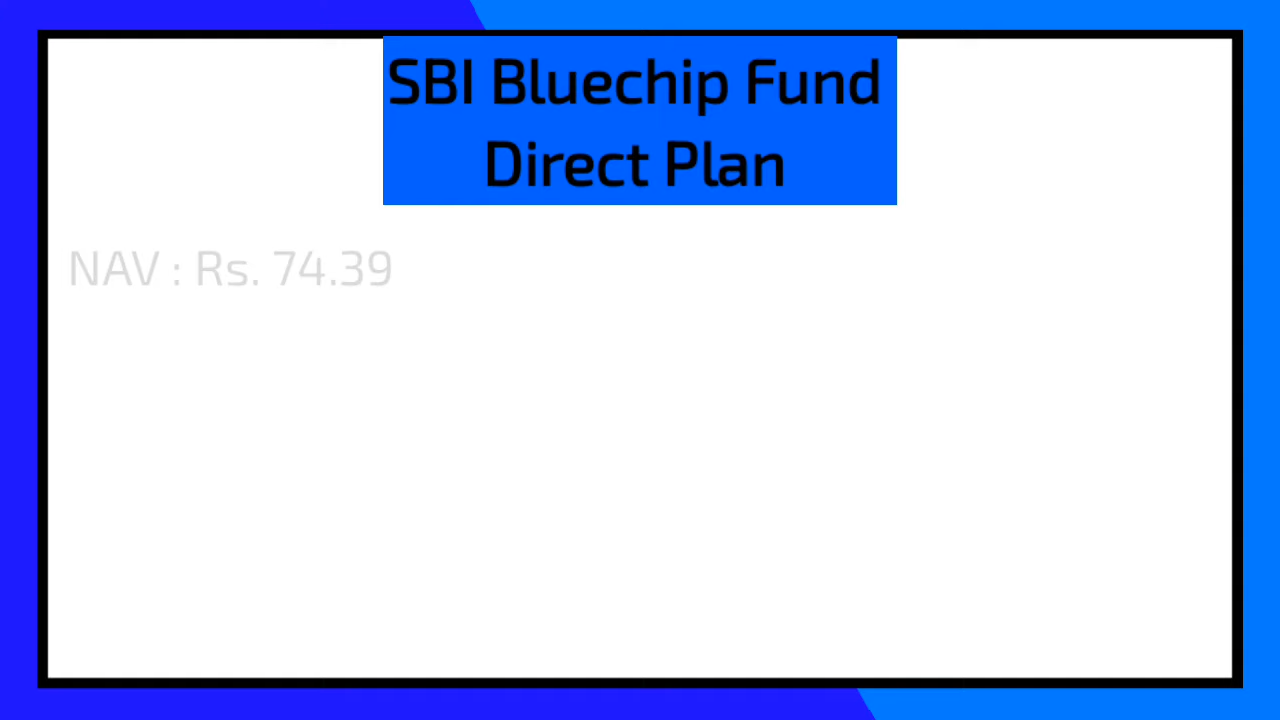 SBI Bluechip Fund
Direct Plan
NAV : Rs. 74.39